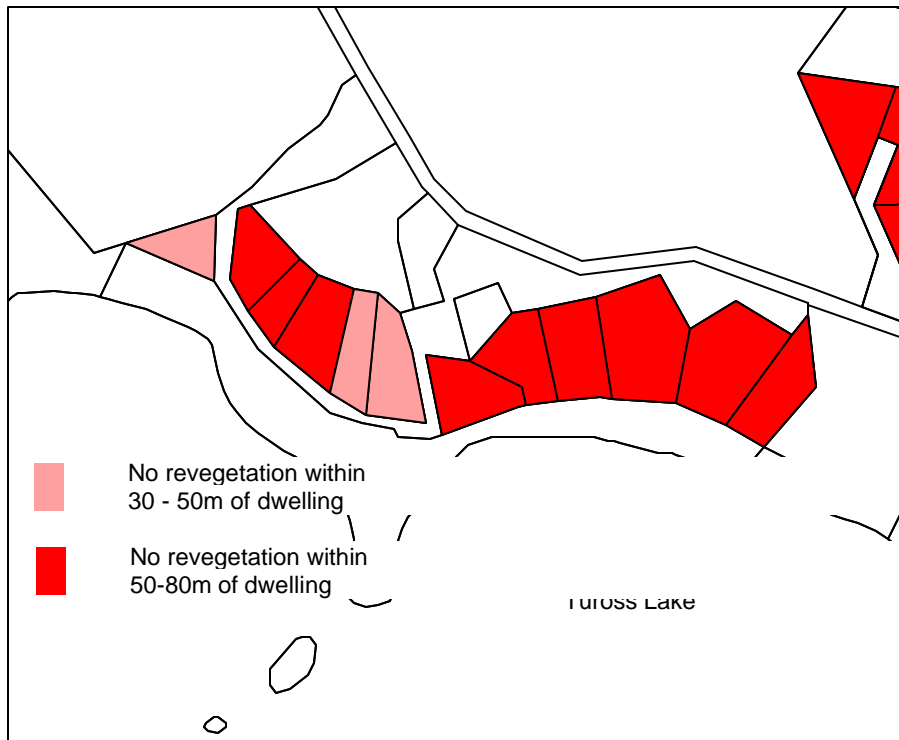 No revegetation within
30 - 50m of dwelling
No revegetation within
50-80m of dwelling
Tuross Lake